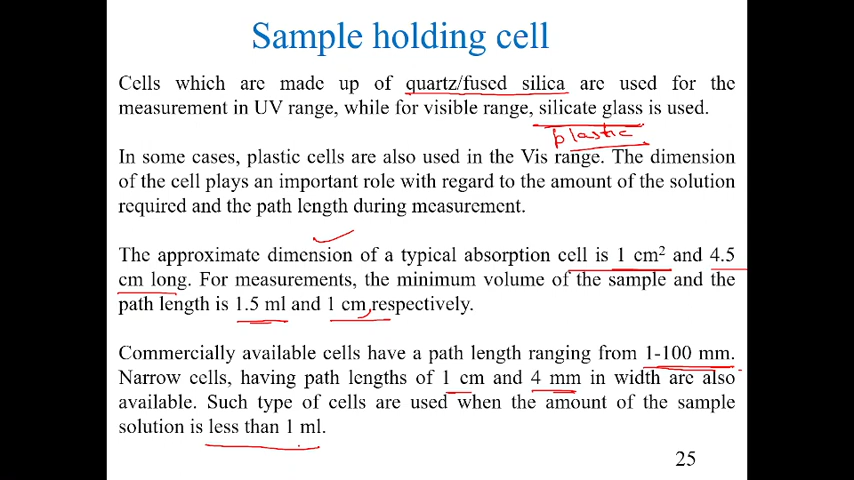 Sample holding cell
Cells which are made up of quartz/fused silica are used for the
measurement in UV range, while for visible range, silicate glass is used.
plastic
In some cases, plastic cells are also used in the Vis range. The dimension
of the cell plays an important role with regard to the amount of the solution
required and the path length during measurement.
The approximate dimension of a typical absorption cell is 1 cm² and 4.5
cm long. For measurements, the minimum volume of the sample and the
path length is 1.5 ml and 1 cm, respectively.
Commercially available cells have a path length ranging from 1-100 mm.
Narrow cells, having path lengths of 1 cm and 4 mm in width are also
available. Such type of cells are used when the amount of the sample
solution is less than 1 ml.
25